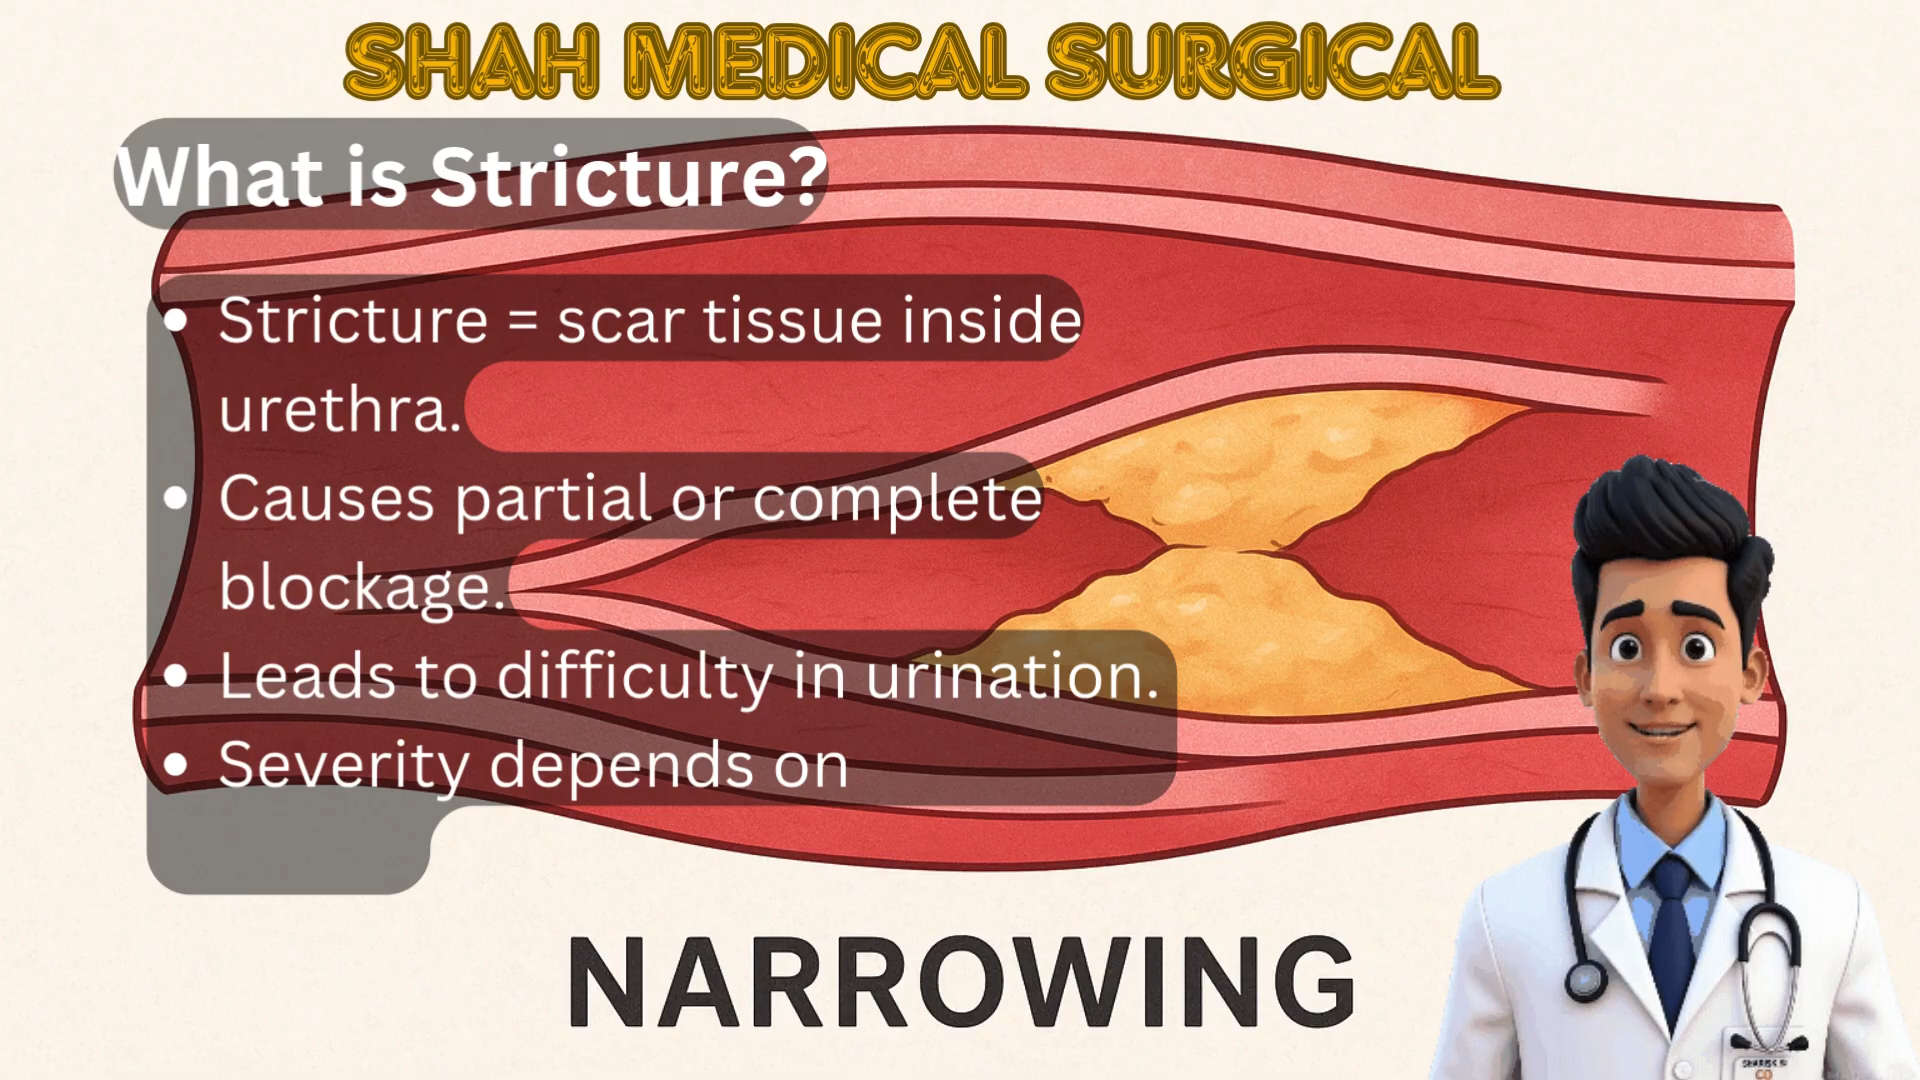 SHAH MEDICAL SURGICAL
What is Stricture?
• Stricture = scar tissue inside
urethra.
• Causes partial or complete
blockage.
• Leads to difficulty in urination.
• Severity depends on
NARROWING
CO